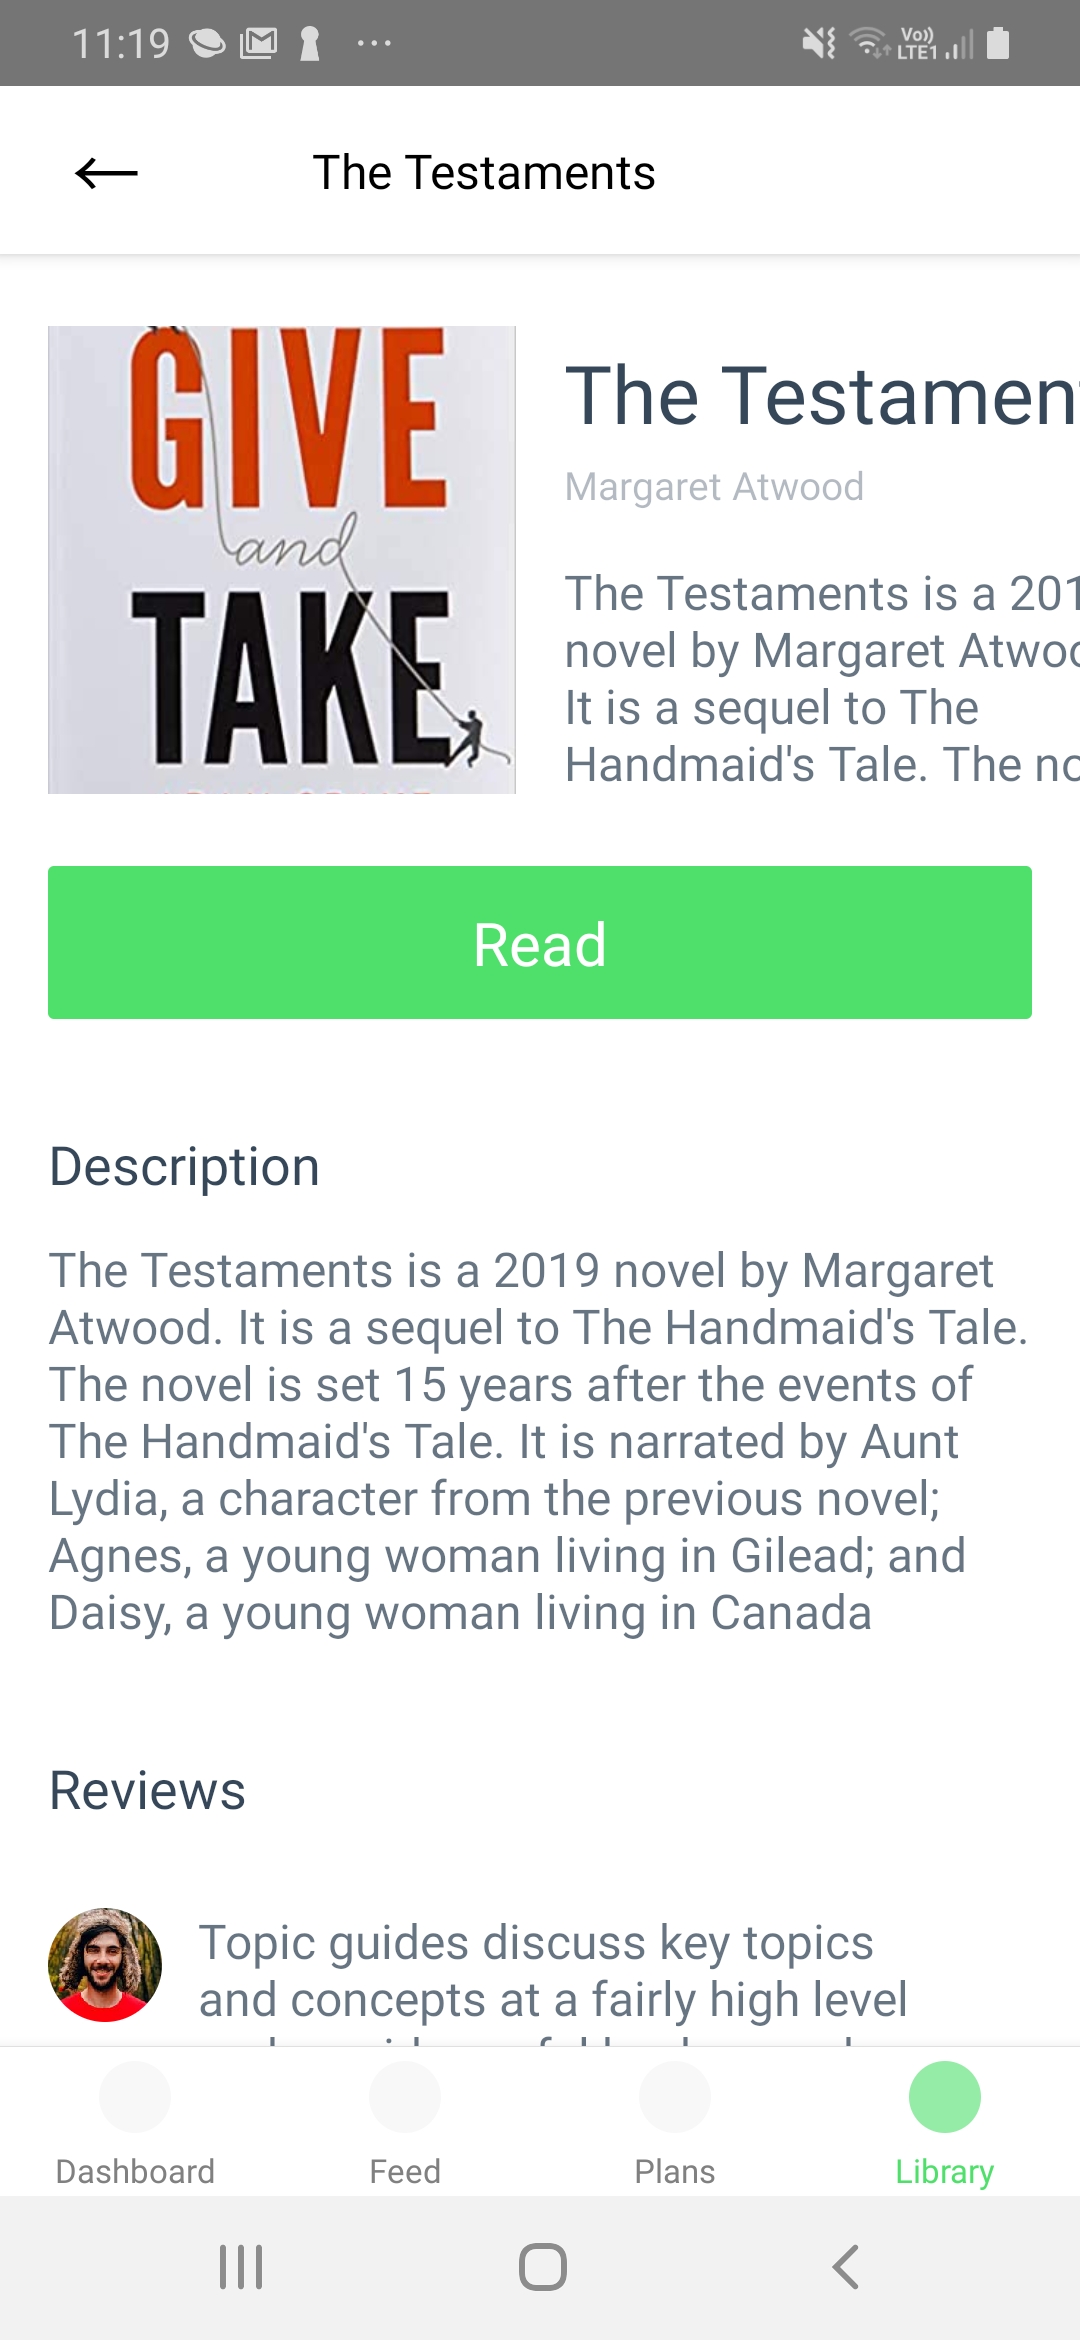 11:19
Vo))
LTE1
The Testaments
GIVE
and
TAKE
The Testamen
Margaret Atwood
The Testaments is a 201
novel by Margaret Atwoo
It is a sequel to The
Handmaid's Tale. The no
Read
Description
The Testaments is a 2019 novel by Margaret
Atwood. It is a sequel to The Handmaid's Tale.
The novel is set 15 years after the events of
The Handmaid's Tale. It is narrated by Aunt
Lydia, a character from the previous novel;
Agnes, a young woman living in Gilead; and
Daisy, a young woman living in Canada
Reviews
Topic guides discuss key topics
and concepts at a fairly high level
Dashboard
Feed
Plans
Library